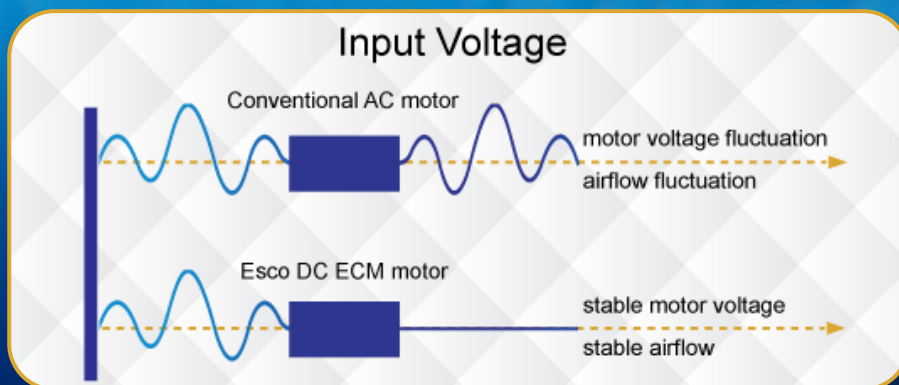 Input Voltage
Conventional AC motor
motor voltage fluctuation
airflow fluctuation
Esco DC ECM motor
stable motor voltage
stable airflow